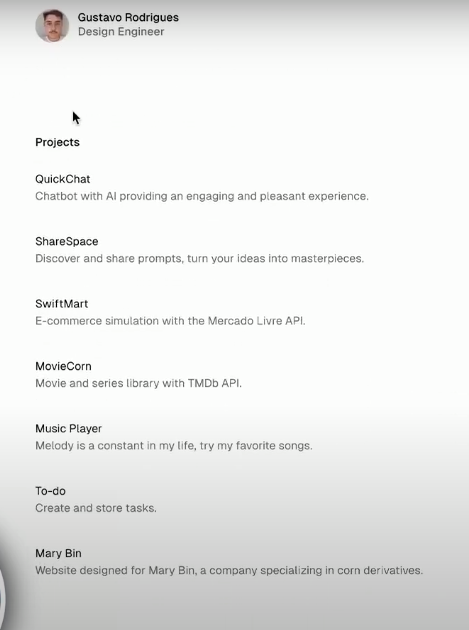 Gustavo Rodrigues
Design Engineer
Projects
QuickChat
Chatbot with AI providing an engaging and pleasant experience.
ShareSpace
Discover and share prompts, turn your ideas into masterpieces.
SwiftMart
E-commerce simulation with the Mercado Livre API.
MovieCorn
Movie and series library with TMDb API.
Music Player
Melody is a constant in my life, try my favorite songs.
To-do
Create and store tasks.
Mary Bin
Website designed for Mary Bin, a company specializing in corn derivatives.